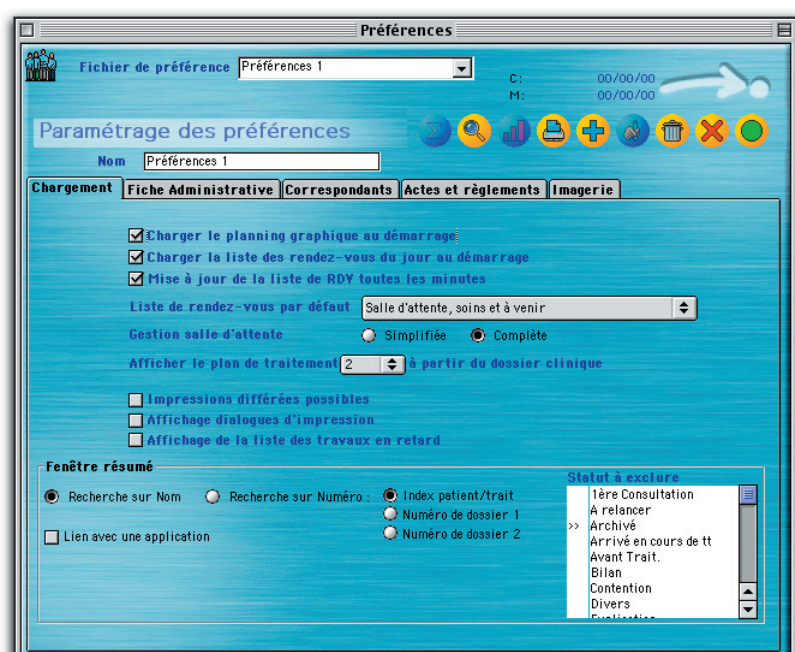 Préférences
Fichier de préférence Préférences 1
C: 00/00/00
M: 00/00/00
Paramétrage des préférences
Nom Préférences 1
Chargement Fiche Administrative Correspondants Actes et règlements Imagerie
Charger le planning graphique au démarrage
Charger la liste des rendez-vous du jour au démarrage
Mise à jour de la liste de RDV toutes les minutes
Liste de rendez-vous par défaut Salle d'attente, soins et à venir
Gestion salle d'attente Simplifiée Complète
Afficher le plan de traitement 2 à partir du dossier clinique
Impressions différées possibles
Affichage dialogues d'impression
Affichage de la liste des travaux en retard
Fenêtre résumé
Recherche sur Nom Recherche sur Numéro : Index patient/trait
Numéro de dossier 1
Numéro de dossier 2
Lien avec une application
Statut à exclure
1ère Consultation
A relancer
>> Archivé
Arrivé en cours de tt
Avant Trait.
Bilan
Contention
Divers